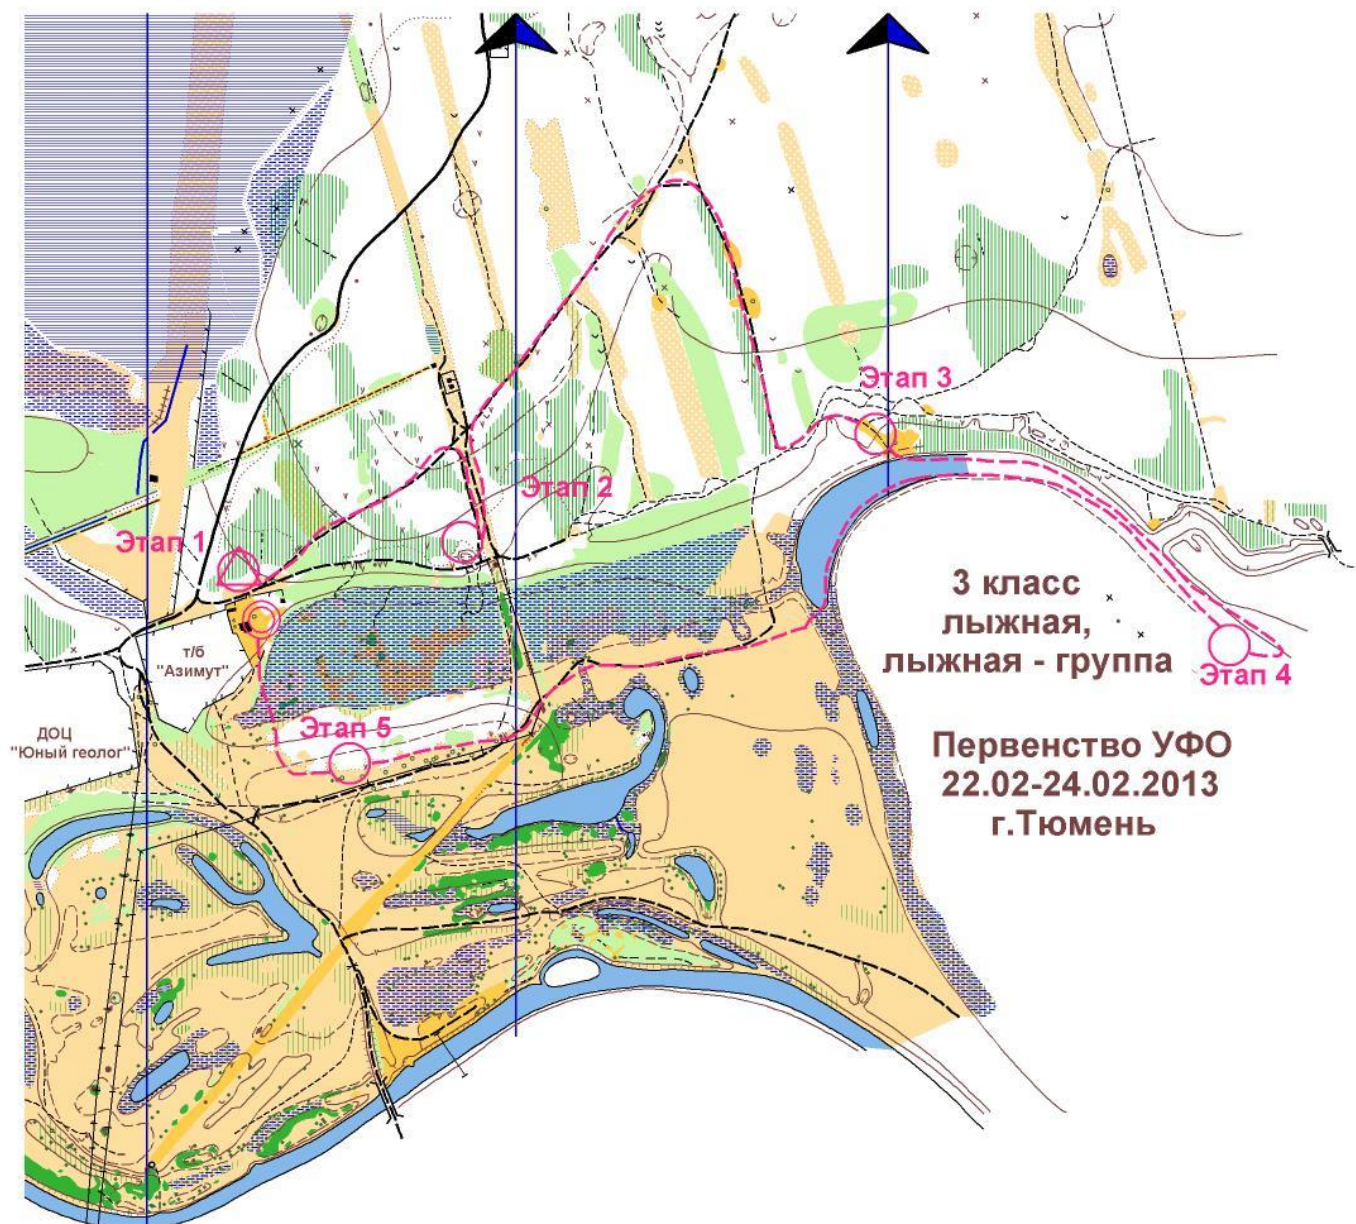 Этап 3
Этап 2
Этап 1
3 класс
лыжная,
лыжная - группа
т/б
"Азимут"
Этап 4
Этап 5
ДОЦ
"Юный геолог"
Первенство УФО
22.02-24.02.2013
г.Тюмень